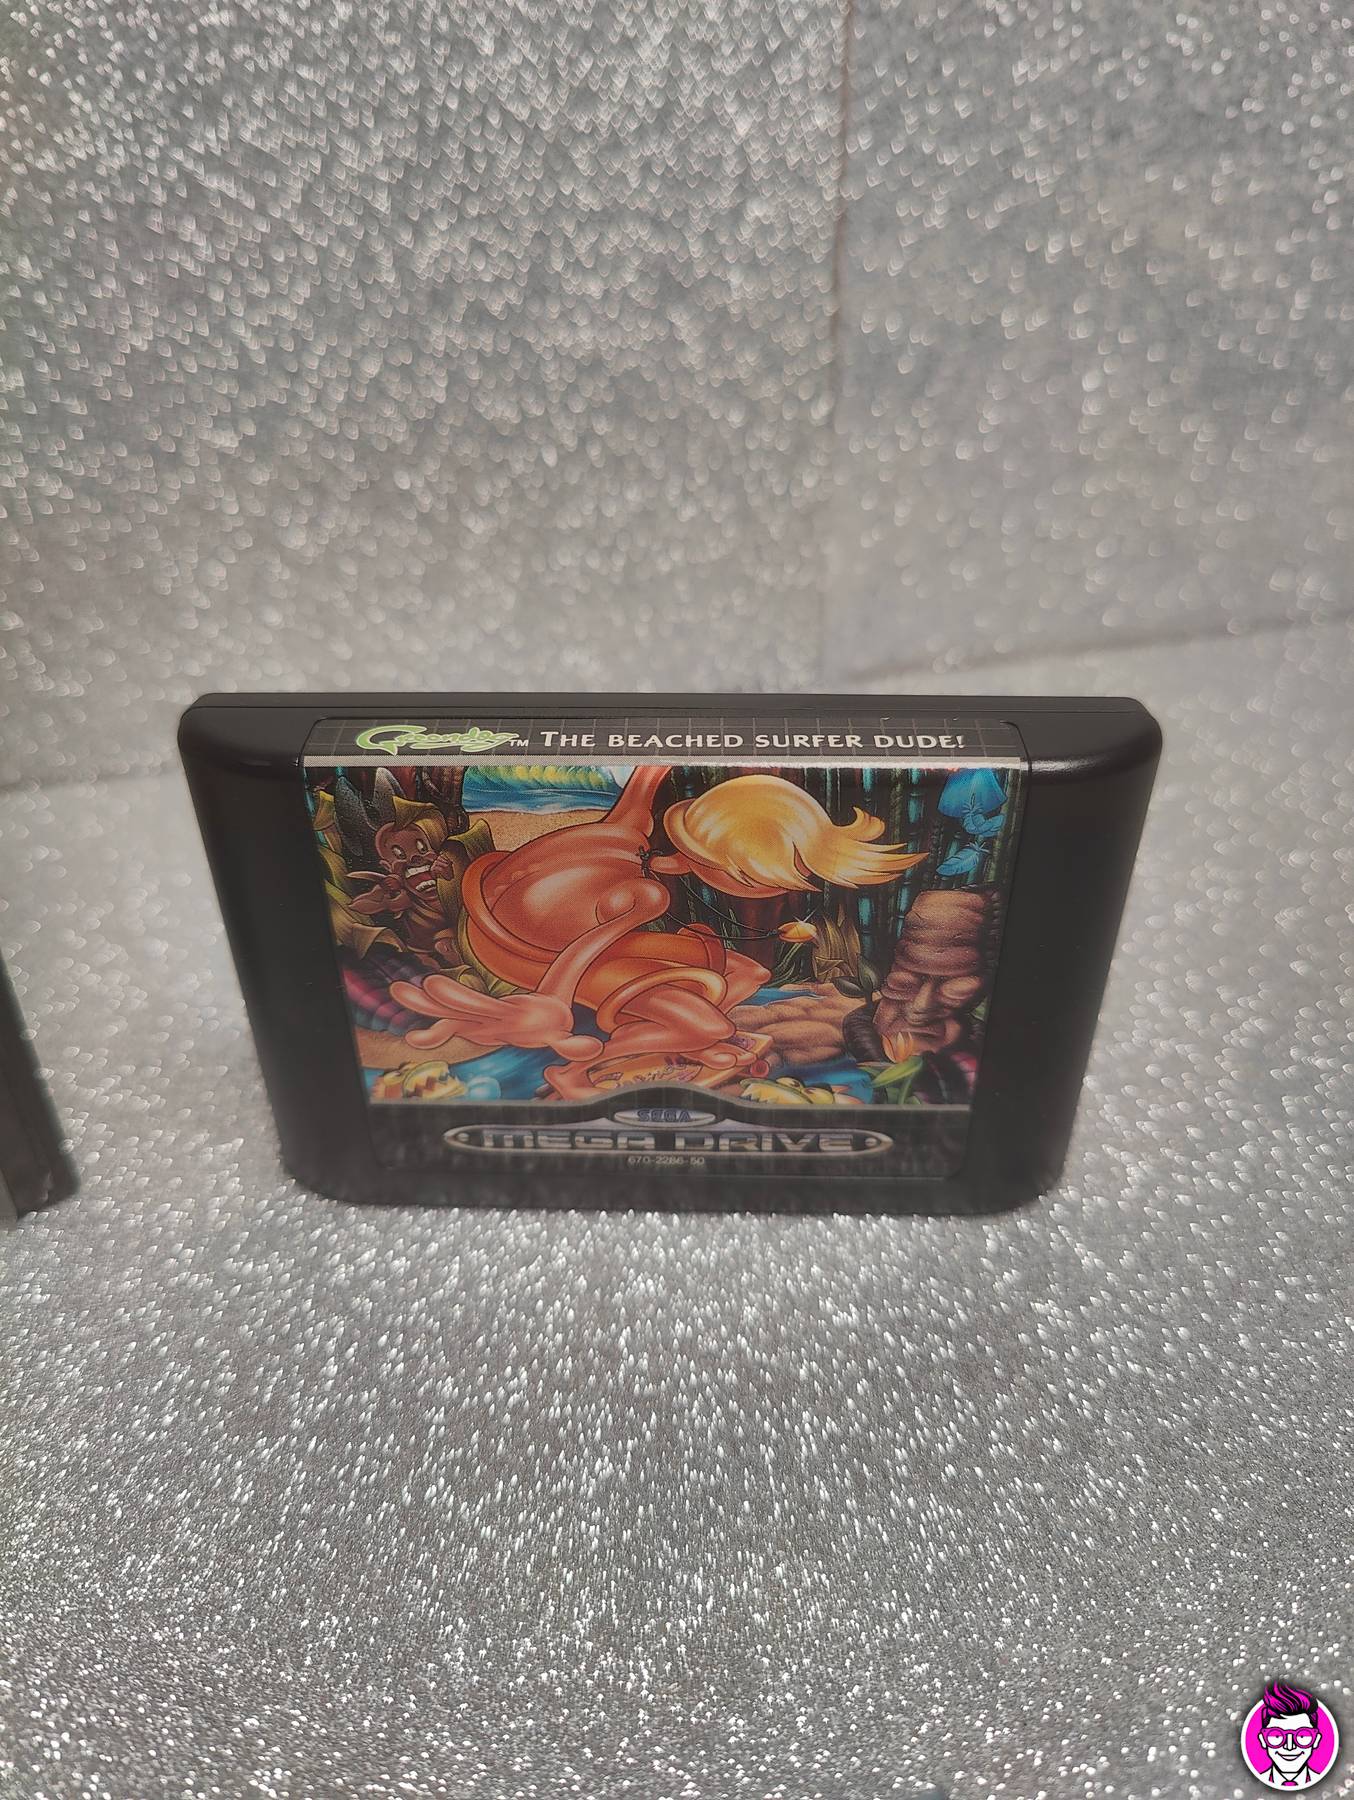 Greendog™ THE BEACHED SURFER DUDE!
SEGA
MEGA DRIVE
670-2286-50